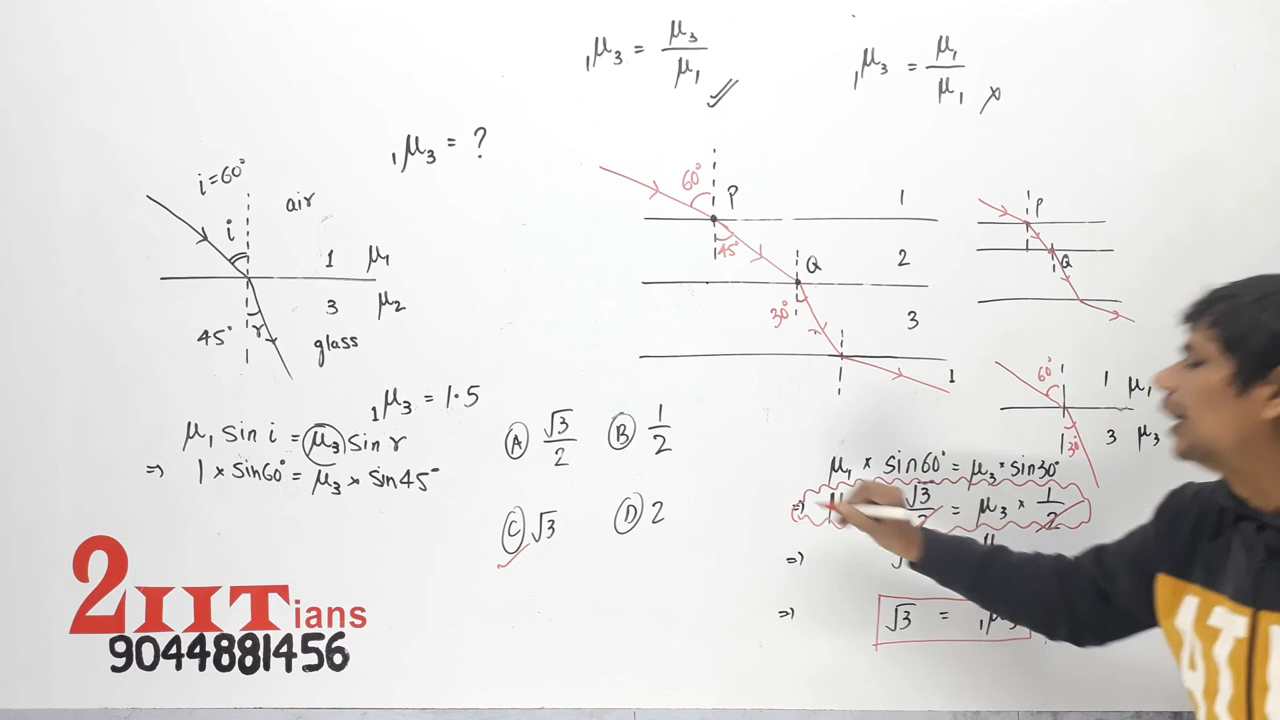 ₁μ₃ = μ₃/μ₁
₁μ₃ = μ₁/μ₁ ×
₁μ₃ = ?
i=60°
i
air
1 μ₁
3 μ₂
45° r
glass
₁μ₃ = 1.5
μ₁ sin i = μ₃ sin r
⇒ 1 × sin60° = μ₃ × sin45°
2IITians
9044881456
60° P
1
45°
Q
2
30°
3
1
(A) √3/2 (B) 1/2
(C) √3 (D) 2
P
Q
60° 1 μ₁
30° 3 μ₃
μ₁ × sin60° = μ₃ × sin30°
⇒ √3/2 = μ₃ × 1/2
⇒
⇒ √3 = ₁μ₃